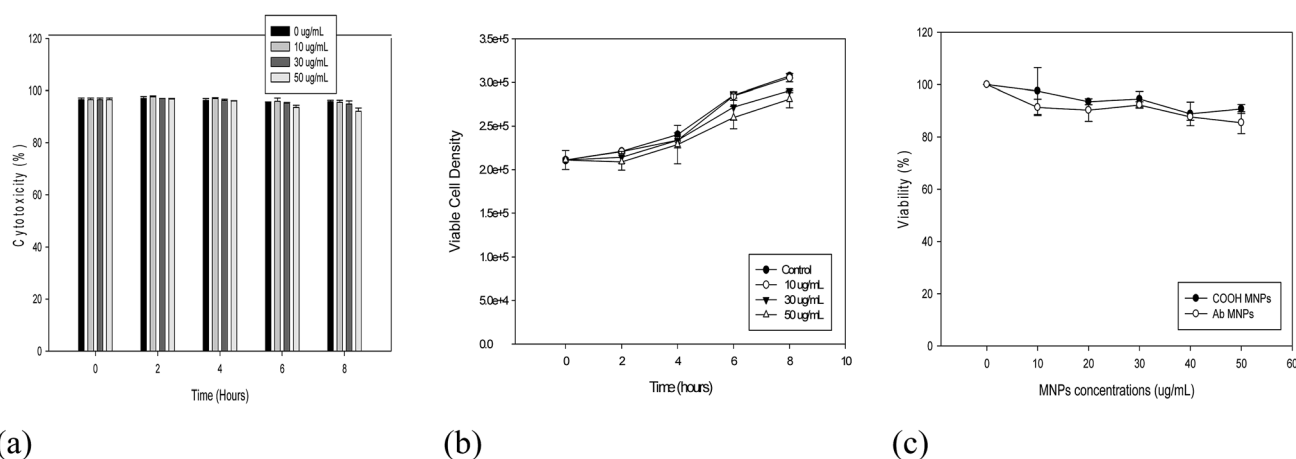 0 ug/mL
10 ug/mL
30 ug/mL
50 ug/mL
120
100
80
60
40
20
0
Cytotoxicity (%)
0 2 4 6 8
Time (Hours)
3.5e+5
3.0e+5
2.5e+5
2.0e+5
1.5e+5
1.0e+5
5.0e+4
0.0
Viable Cell Density
Control
10 ug/mL
30 ug/mL
50 ug/mL
0 2 4 6 8 10
Time (hours)
120
100
80
60
40
20
0
Viability (%)
COOH MNPs
Ab MNPs
0 10 20 30 40 50 60
MNPs concentrations (ug/mL)
(a) (b) (c)